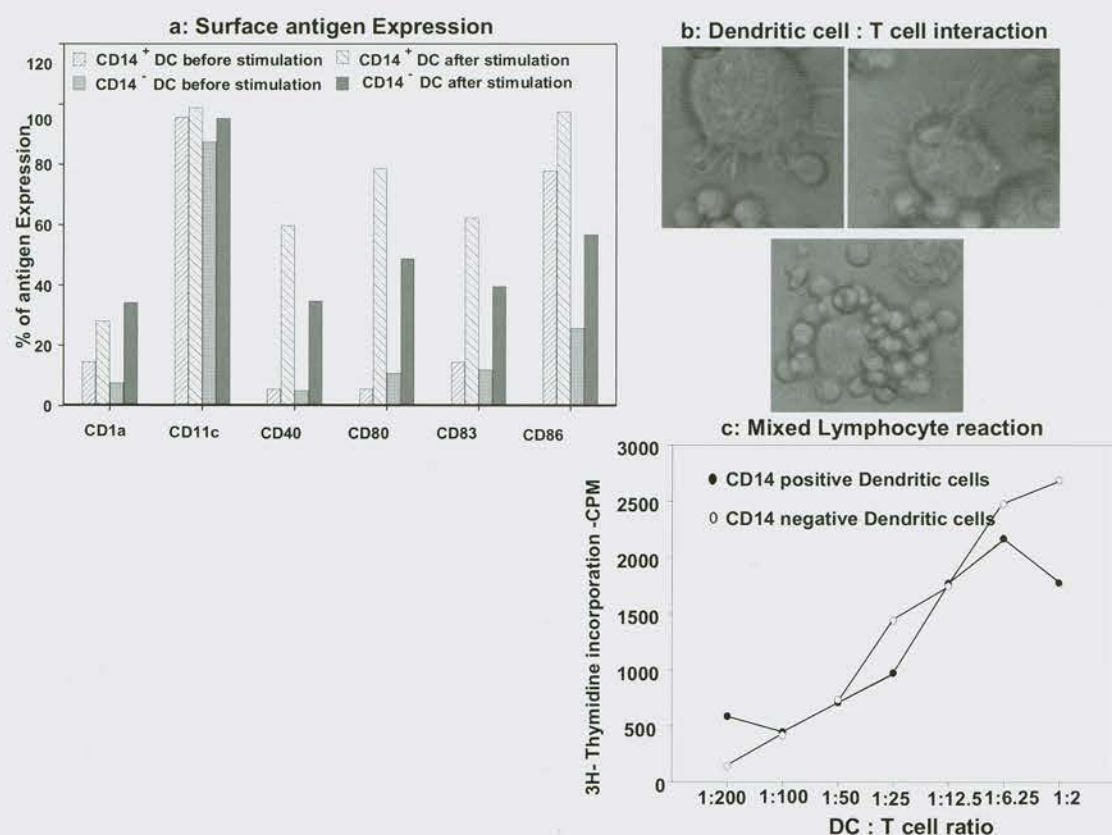 a: Surface antigen Expression
CD14 + DC before stimulation
CD14 + DC after stimulation
CD14 - DC before stimulation
CD14 - DC after stimulation
% of antigen Expression
120
100
80
60
40
20
0
CD1a CD11c CD40 CD80 CD83 CD86
b: Dendritic cell : T cell interaction
c: Mixed Lymphocyte reaction
CD14 positive Dendritic cells
CD14 negative Dendritic cells
3H- Thymidine incorporation -CPM
3000
2500
2000
1500
1000
500
0
1:200 1:100 1:50 1:25 1:12.5 1:6.25 1:2
DC : T cell ratio